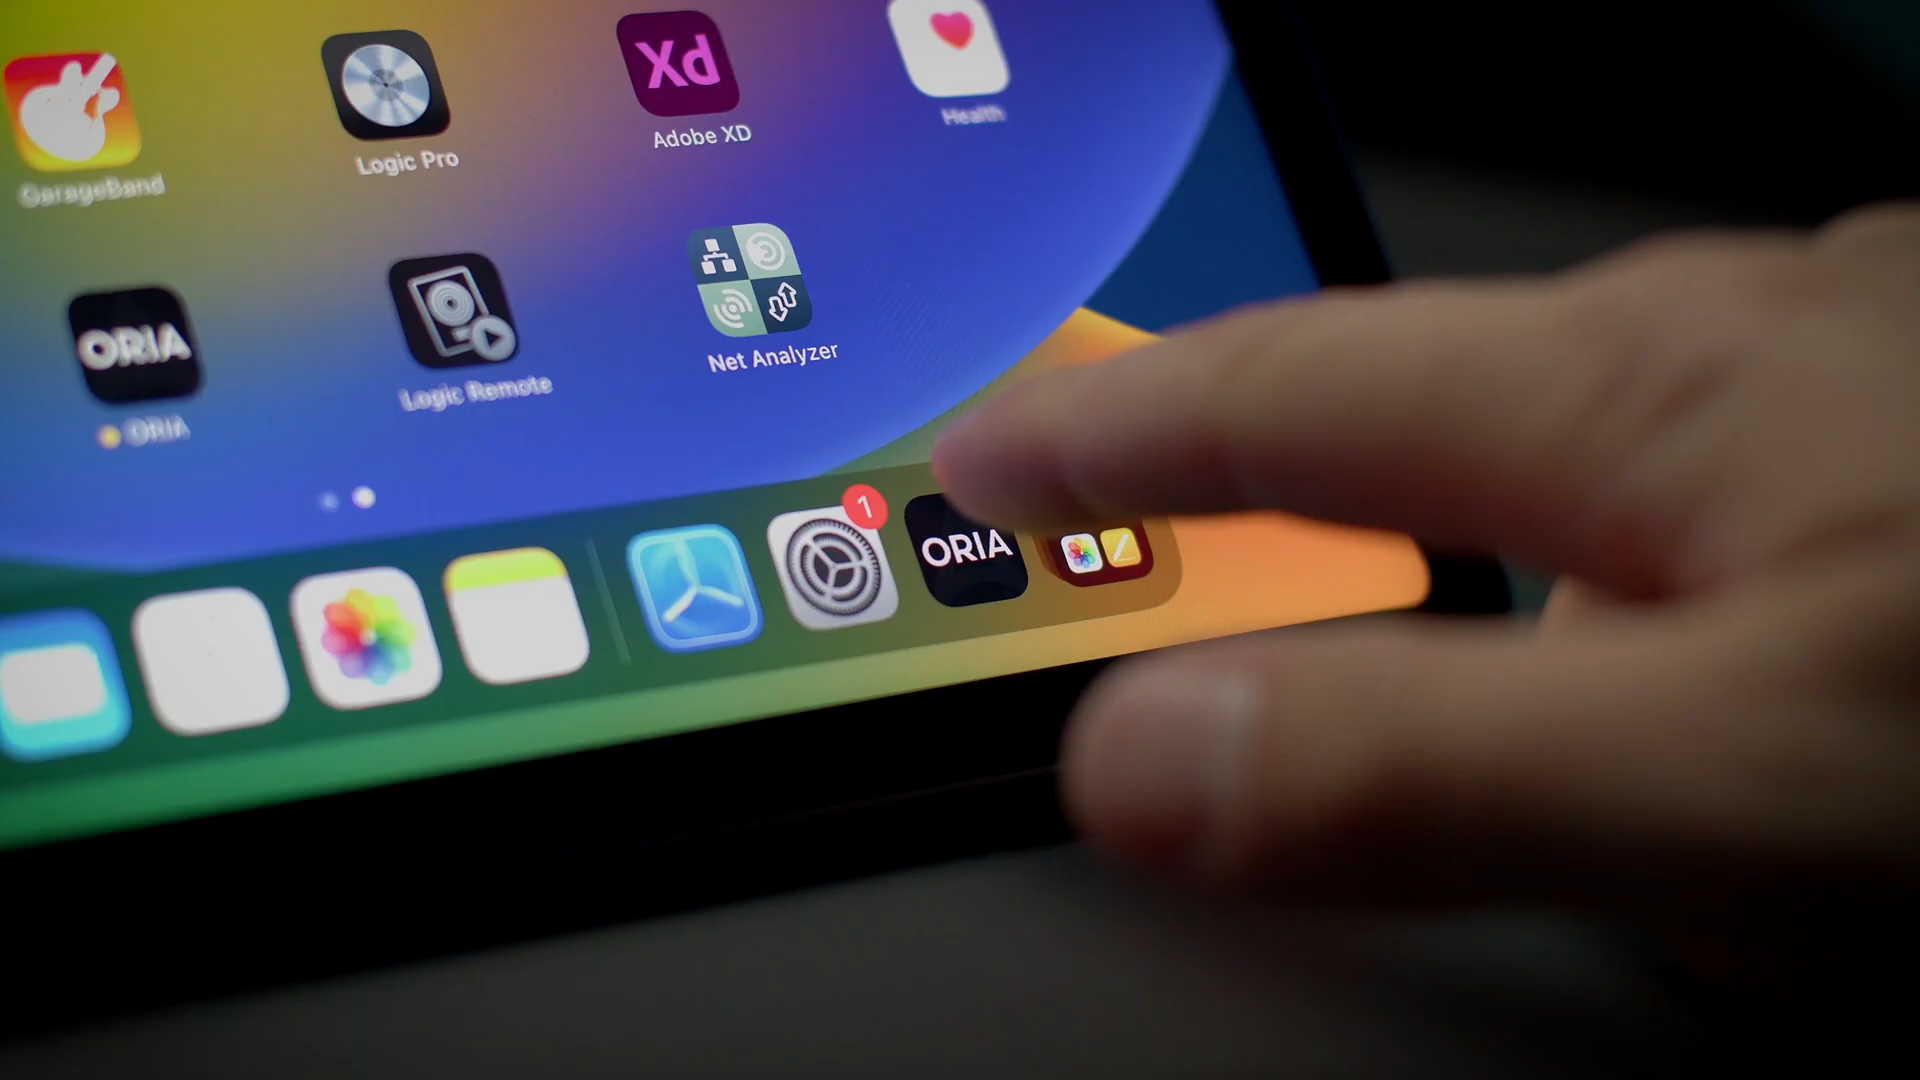 Xd
Health
Adobe XD
Logic Pro
GarageBand
ORIA
Net Analyzer
Logic Remote
ORIA
1
ORIA